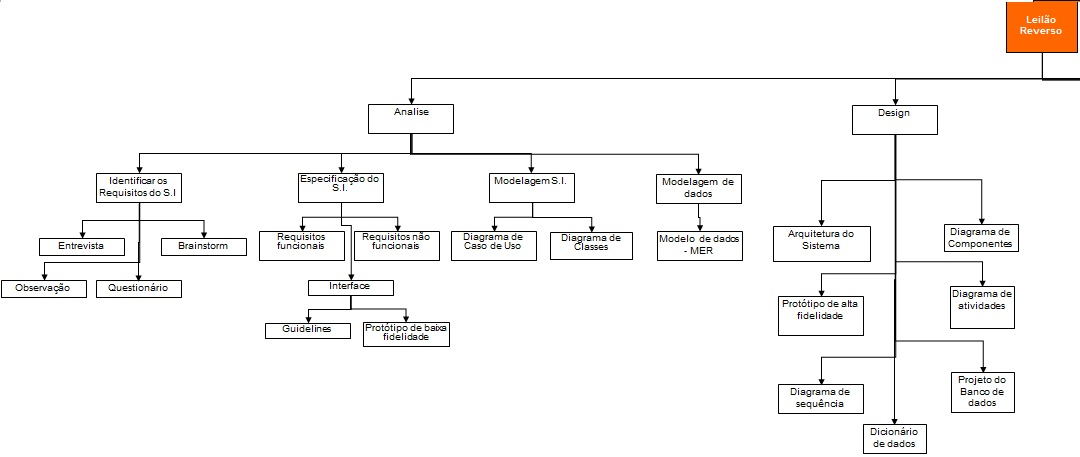 Leilão
Reverso
Analise
Design
Identificar os
Requisitos do S.I
Especificação do
S.I.
Modelagem S.I.
Modelagem de
dados
Entrevista
Brainstorm
Requisitos
funcionais
Requisitos não
funcionais
Diagrama de
Caso de Uso
Diagrama de
Classes
Modelo de dados
- MER
Arquitetura do
Sistema
Diagrama de
Componentes
Observação
Questionário
Interface
Protótipo de alta
fidelidade
Diagrama de
atividades
Guidelines
Protótipo de baixa
fidelidade
Diagrama de
sequência
Projeto do
Banco de
dados
Dicionário
de dados